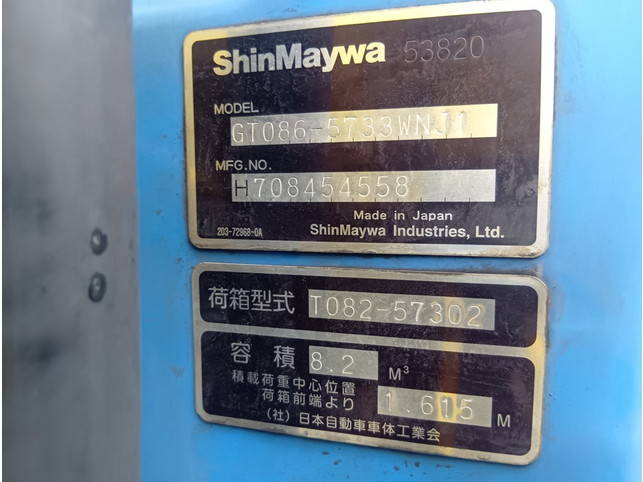 ShinMaywa 53820
MODEL
GT086-5733WNJ1
MFG.NO.
H708454558
Made in Japan
203-72968-0A ShinMaywa Industries, Ltd.
荷箱型式 T082-57302
容積 8.2 M³
積載荷重中心位置
荷箱前端より 1.615 M
(社)日本自動車車体工業会